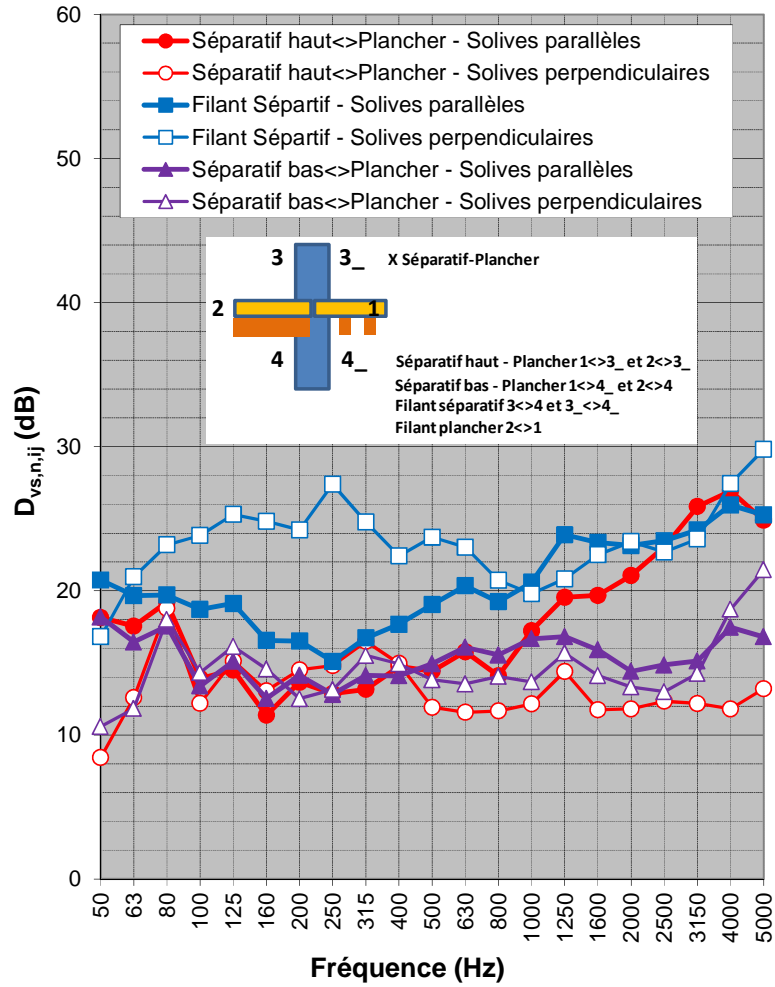 60
Séparatif haut<>Plancher - Solives parallèles
Séparatif haut<>Plancher - Solives perpendiculaires
Filant Sépartif - Solives parallèles
Filant Sépartif - Solives perpendiculaires
Séparatif bas<>Plancher - Solives parallèles
Séparatif bas<>Plancher - Solives perpendiculaires
50
40
30
20
10
0
D_vs,n,ij (dB)
3 3_ X Séparatif-Plancher
2 1
4 4_
Séparatif haut - Plancher 1<>3_ et 2<>3_
Séparatif bas - Plancher 1<>4_ et 2<>4
Filant séparatif 3<>4 et 3_<>4_
Filant plancher 2<>1
50 63 80 100 125 160 200 250 315 400 500 630 800 1000 1250 1600 2000 2500 3150 4000 5000
Fréquence (Hz)